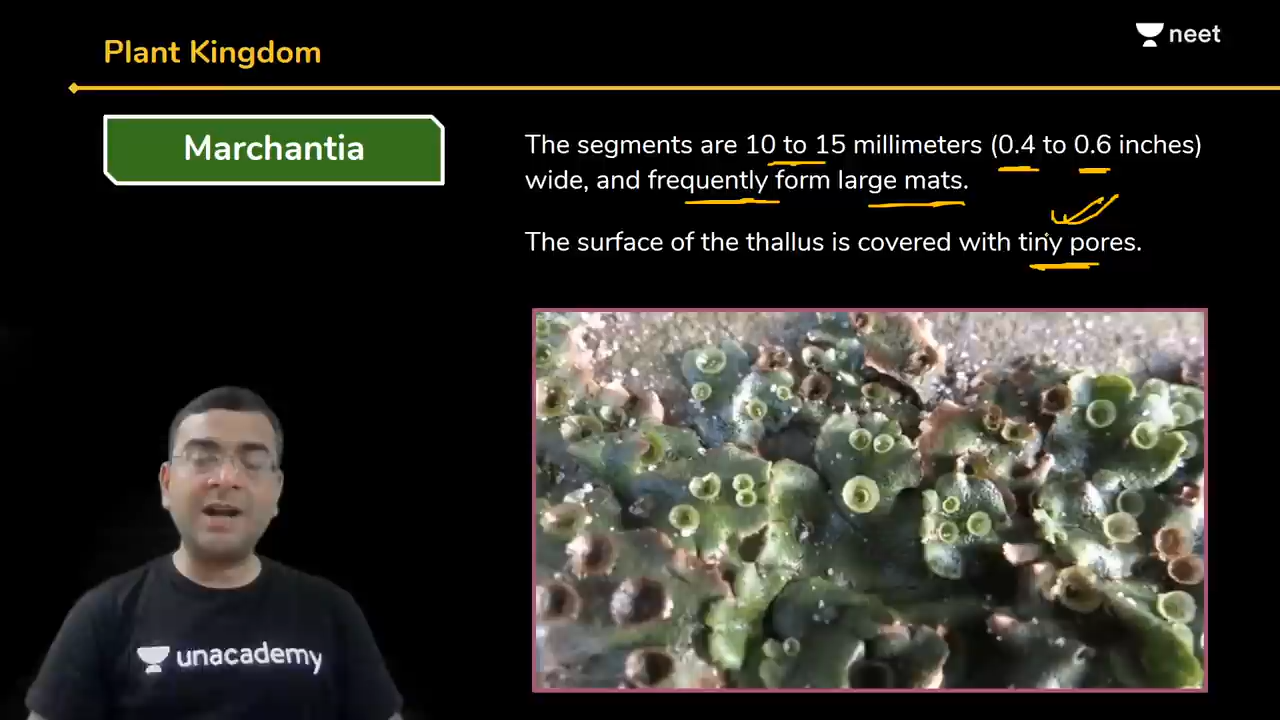 Plant Kingdom
neet
Marchantia
The segments are 10 to 15 millimeters (0.4 to 0.6 inches)
wide, and frequently form large mats.
The surface of the thallus is covered with tiny pores.
unacademy